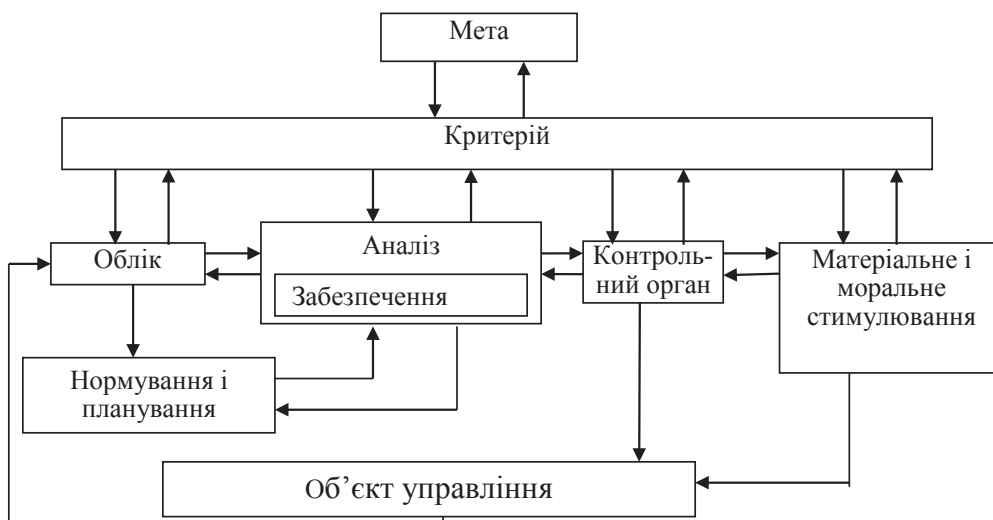 Мета
Критерій
Облік
Аналіз
Забезпечення
Контроль-
ний орган
Матеріальне і
моральне
стимулювання
Нормування і
планування
Об’єкт управління